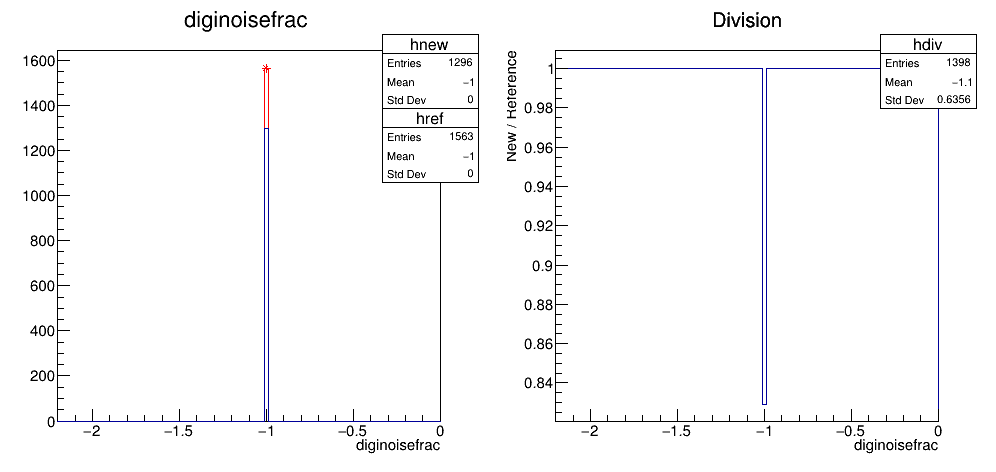 diginoisefrac
hnew
Entries 1296
Mean −1
Std Dev 0
href
Entries 1563
Mean −1
Std Dev 0
1600
1400
1200
1000
800
600
400
200
0
−2 −1.5 −1 −0.5 0
diginoisefrac
Division
hdiv
Entries 1398
Mean −1.1
Std Dev 0.6356
New / Reference
1
0.98
0.96
0.94
0.92
0.9
0.88
0.86
0.84
−2 −1.5 −1 −0.5 0
diginoisefrac